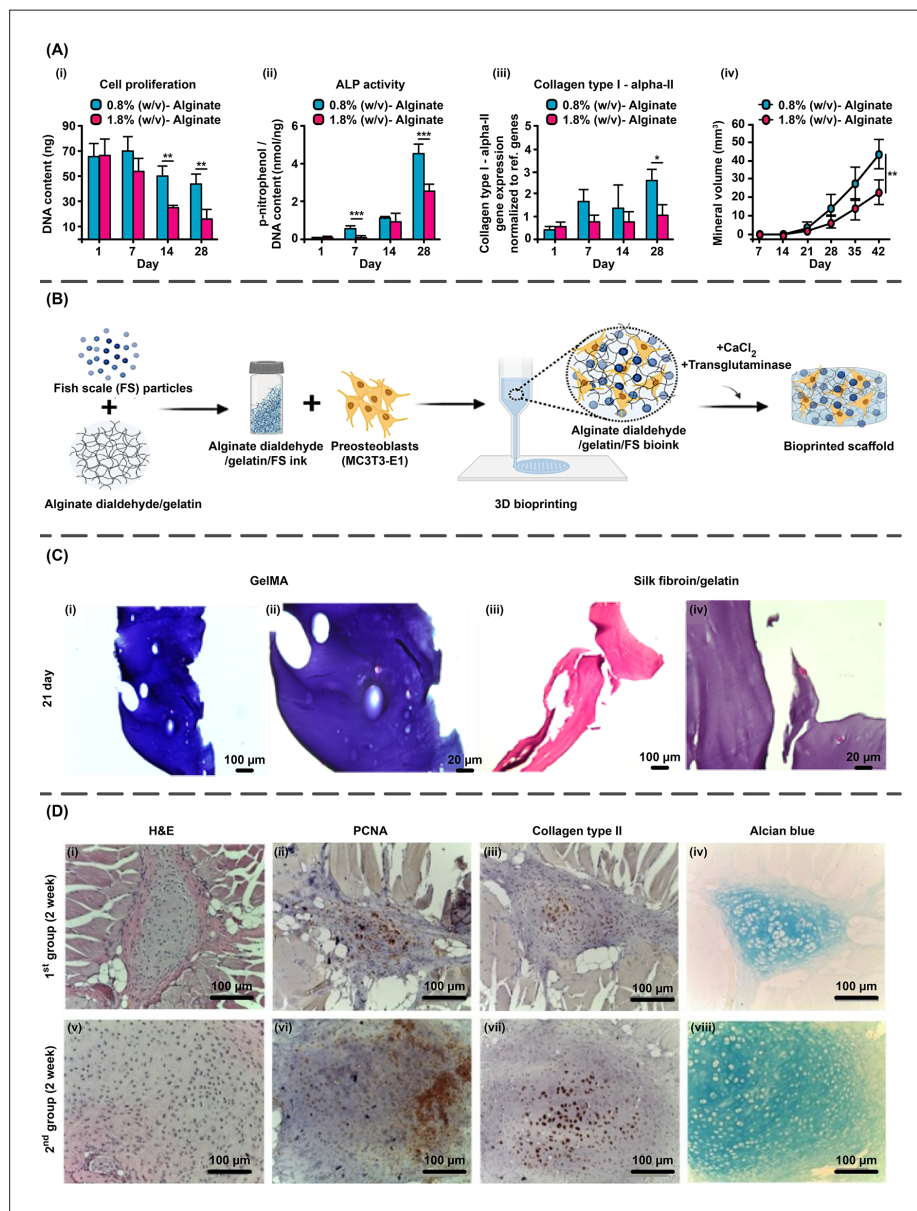 (A)
(i)
Cell proliferation
0.8% (w/v)- Alginate
1.8% (w/v)- Alginate
DNA content (ng)
90
70
50
30
10
**
**
1
7
14
28
Day
(ii)
ALP activity
0.8% (w/v)- Alginate
1.8% (w/v)- Alginate
p-nitrophenol /
DNA content (nmol/ng)
6
4
2
0
***
***
1
7
14
28
Day
(iii)
Collagen type I - alpha-II
0.8% (w/v)- Alginate
1.8% (w/v)- Alginate
Collagen type I - alpha-II
gene expression
normalized to ref. genes
5
4
3
2
1
0
*
1
7
14
28
Day
(iv)
0.8% (w/v)- Alginate
1.8% (w/v)- Alginate
Mineral volume (mm³)
60
50
40
30
20
10
0
**
7
14
21
28
35
42
Day
(B)
Fish scale (FS) particles
+
Alginate dialdehyde/gelatin
Alginate dialdehyde
/gelatin/FS ink
+
Preosteoblasts
(MC3T3-E1)
3D bioprinting
Alginate dialdehyde
/gelatin/FS bioink
+CaCl₂
+Transglutaminase
Bioprinted scaffold
(C)
GelMA
Silk fibroin/gelatin
21 day
(i)
100 µm
(ii)
20 µm
(iii)
100 µm
(iv)
20 µm
(D)
H&E
PCNA
Collagen type II
Alcian blue
1st group (2 week)
(i)
100 µm
(ii)
100 µm
(iii)
100 µm
(iv)
100 µm
2nd group (2 week)
(v)
100 µm
(vi)
100 µm
(vii)
100 µm
(viii)
100 µm